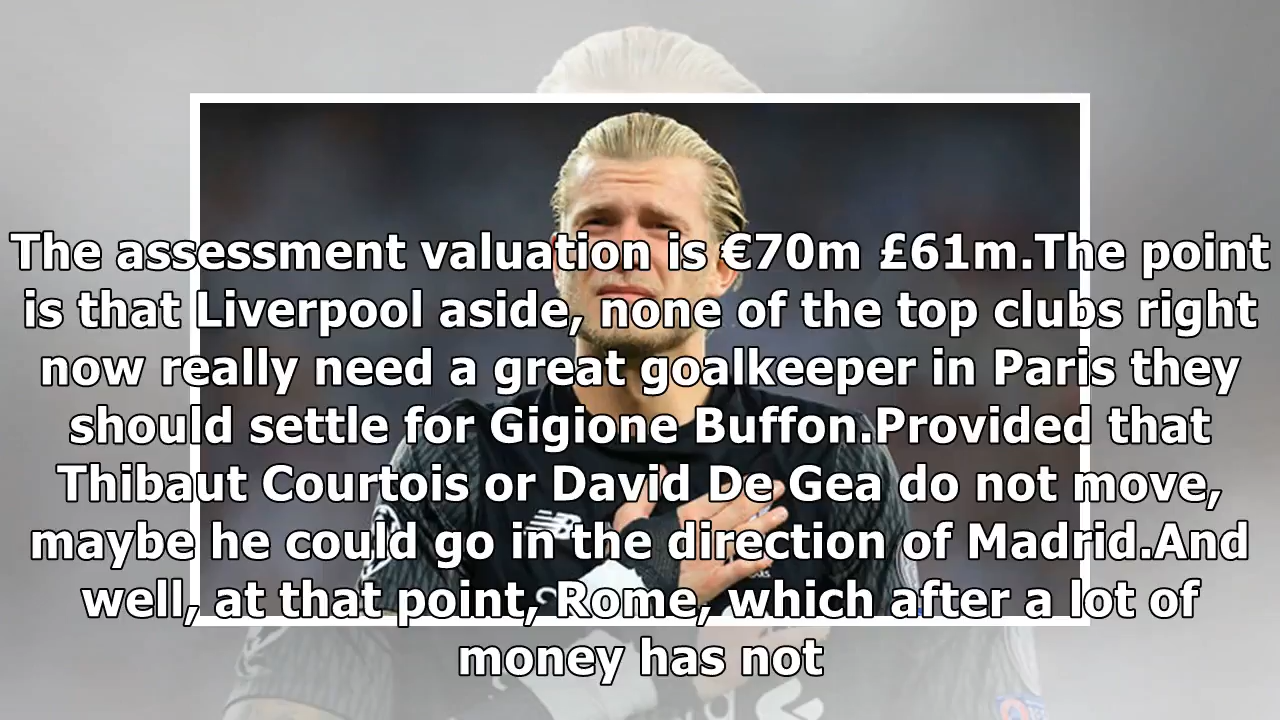 The assessment valuation is €70m £61m.The point
is that Liverpool aside, none of the top clubs right
now really need a great goalkeeper in Paris they
should settle for Gigione Buffon.Provided that
Thibaut Courtois or David De Gea do not move,
maybe he could go in the direction of Madrid.And
well, at that point, Rome, which after a lot of
money has not